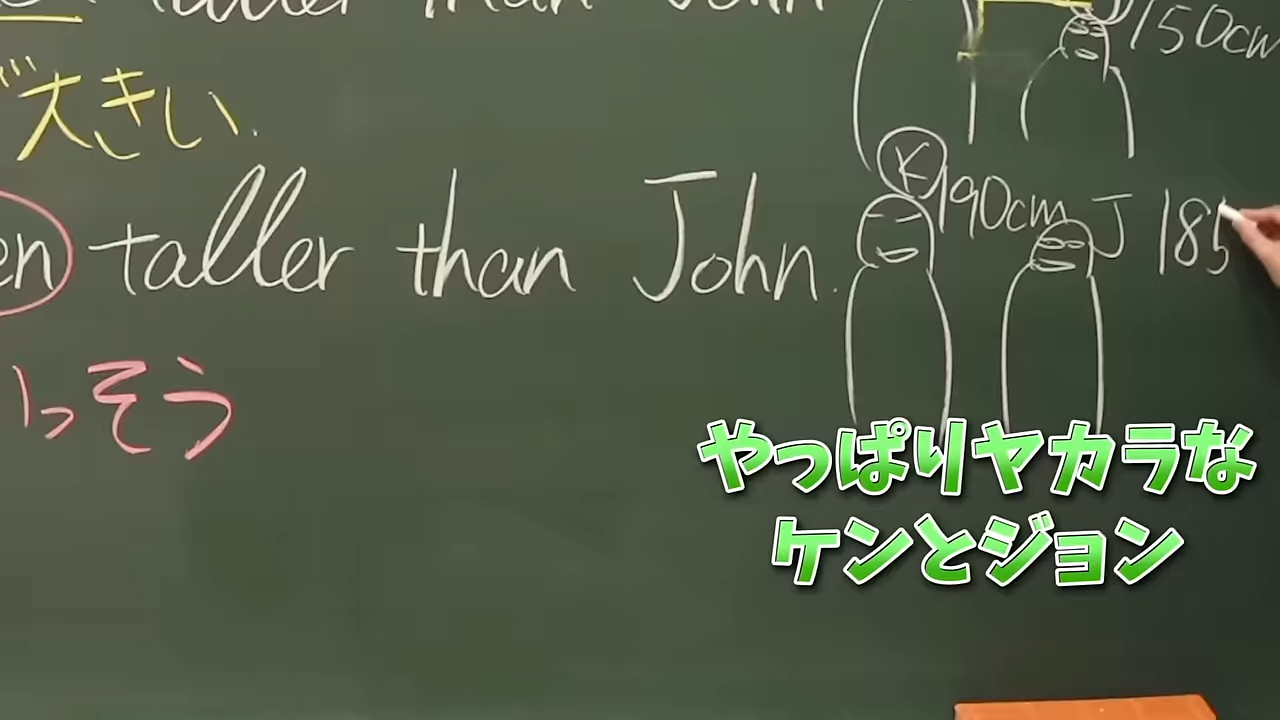 taller than John
150cm
大きい.
K 190cm J 185
en taller than John.
いっそう
やっぱりヤカラな
ケンとジョン